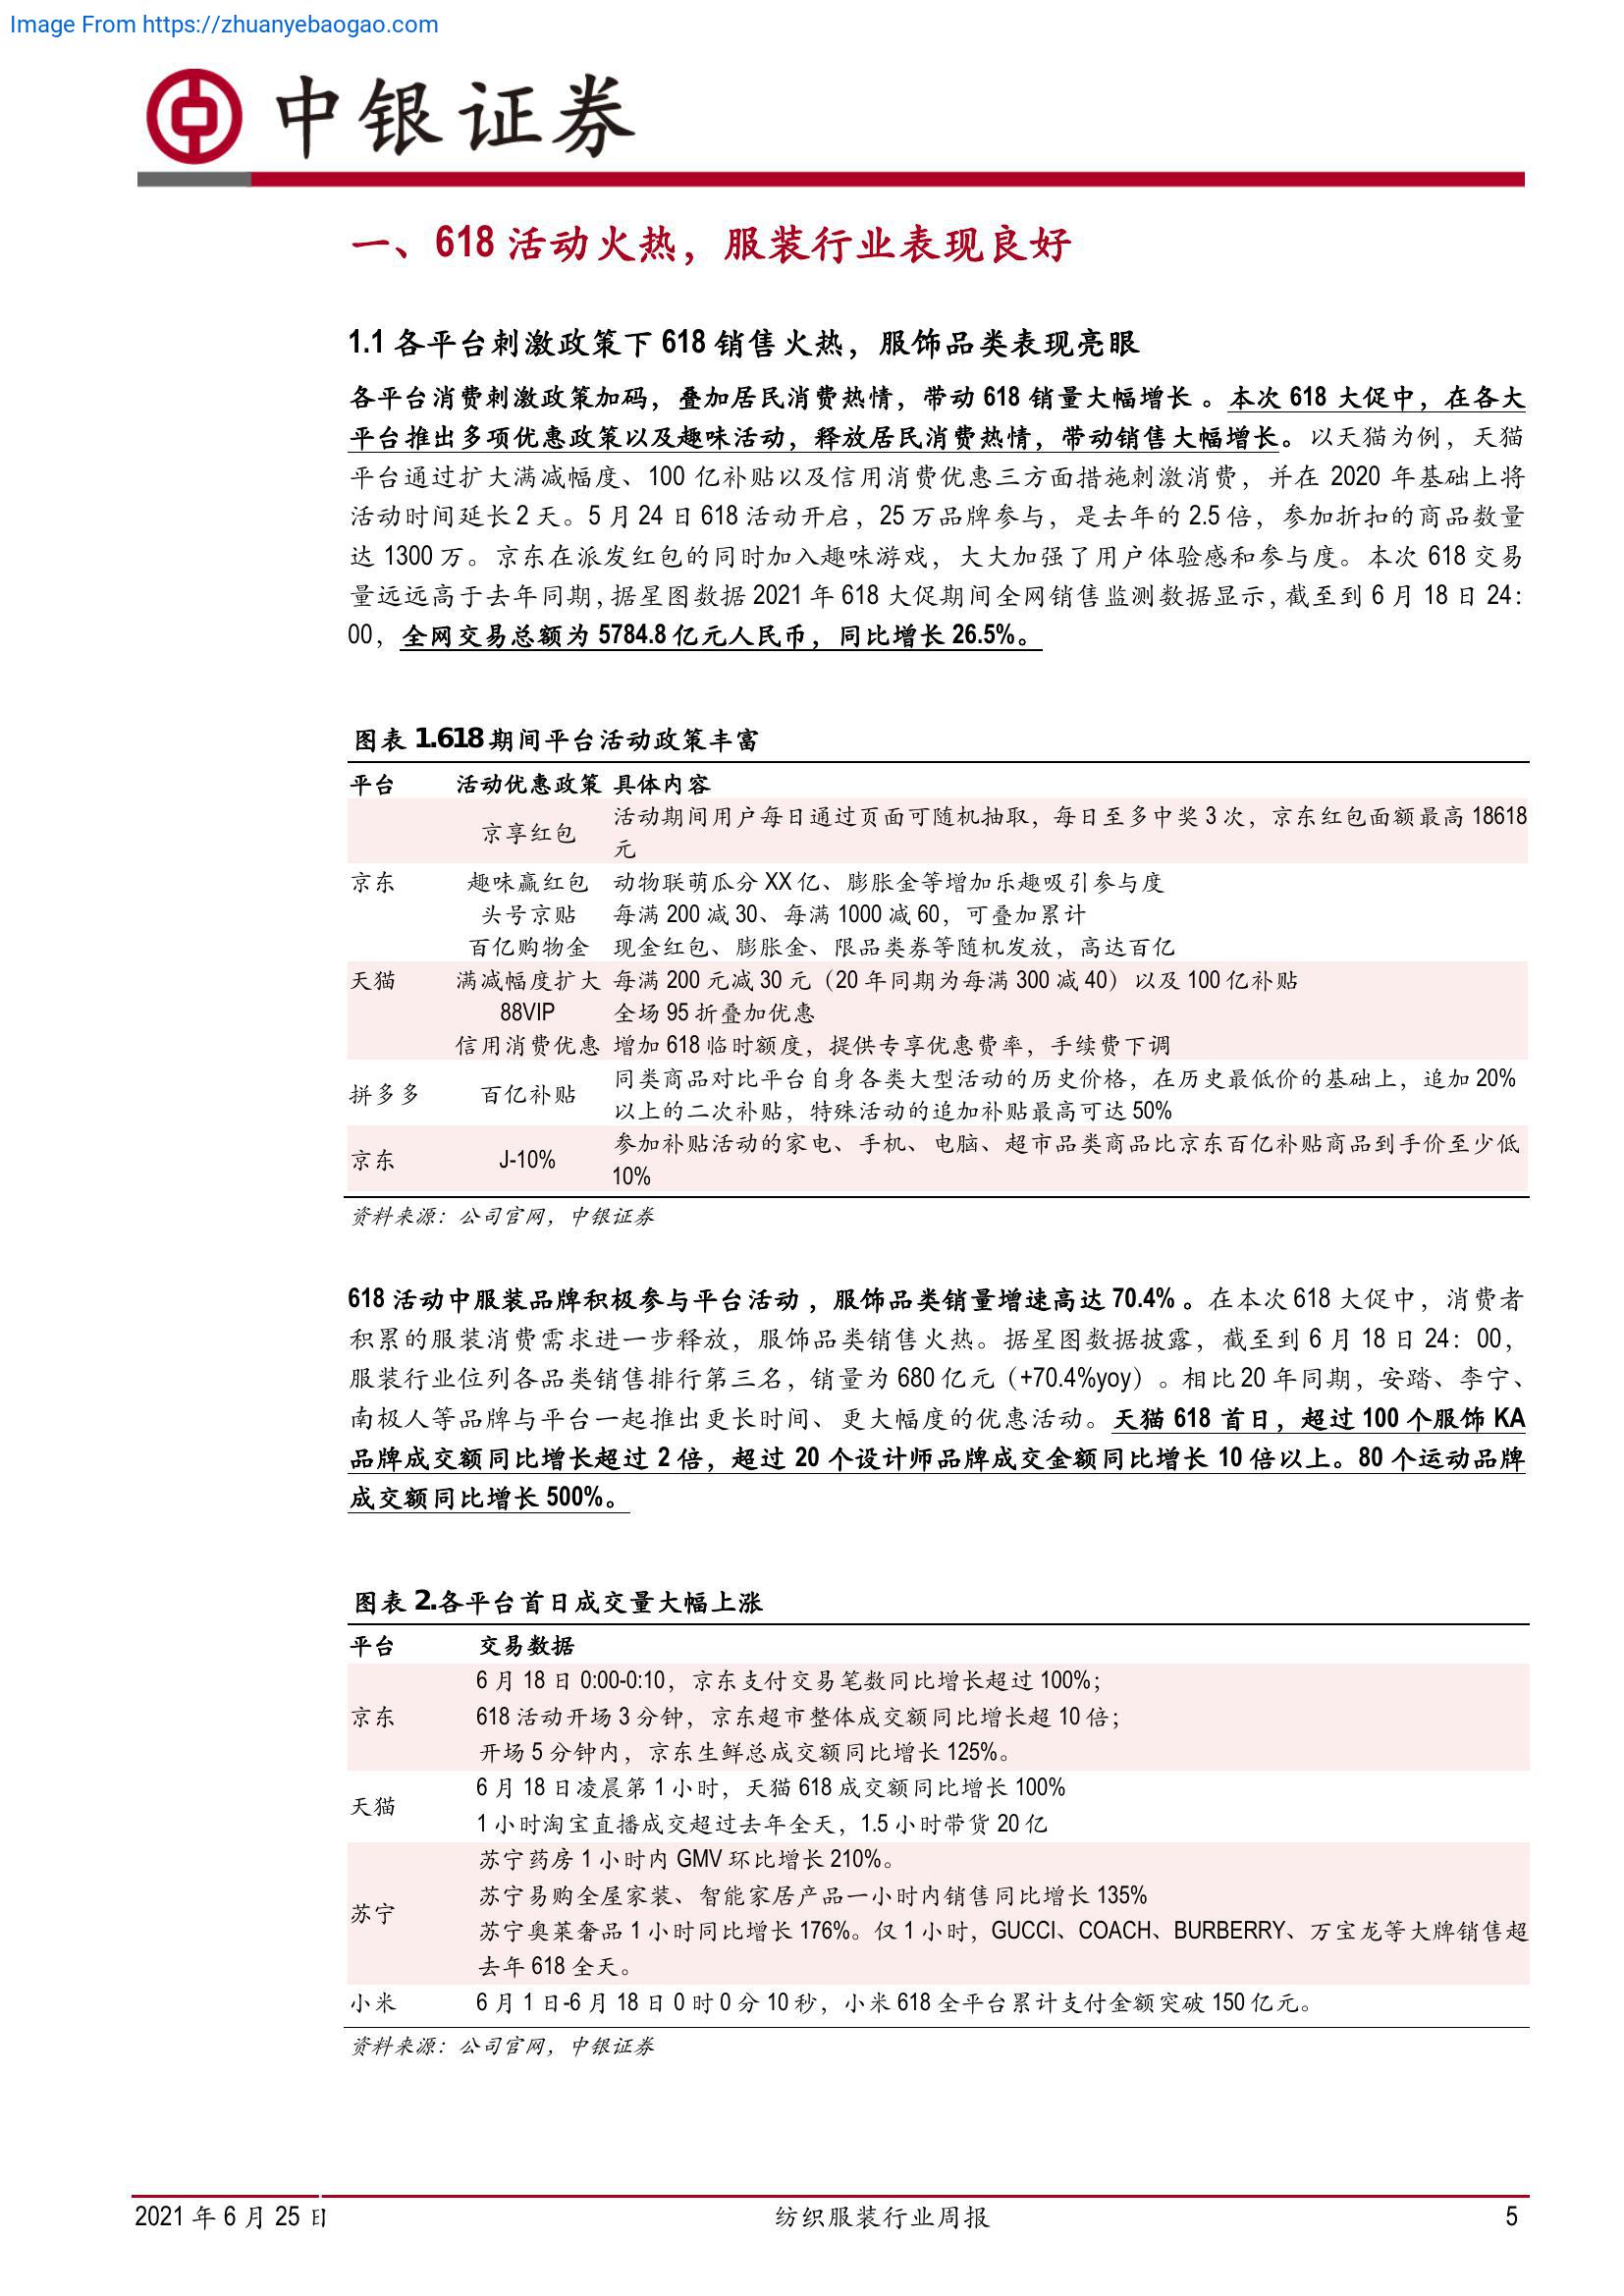 Image From https://zhuanyebaogao.com
中银证券
一、618 活动火热，服装行业表现良好
1.1 各平台刺激政策下 618 销售火热，服饰品类表现亮眼
各平台消费刺激政策加码，叠加居民消费热情，带动 618 销量大幅增长。本次 618 大促中，在各大
平台推出多项优惠政策以及趣味活动，释放居民消费热情，带动销售大幅增长。以天猫为例，天猫
平台通过扩大满减幅度、100 亿补贴以及信用消费优惠三方面措施刺激消费，并在 2020 年基础上将
活动时间延长 2 天。5 月 24 日 618 活动开启，25 万品牌参与，是去年的 2.5 倍，参加折扣的商品数量
达 1300 万。京东在派发红包的同时加入趣味游戏，大大加强了用户体验感和参与度。本次 618 交易
量远远高于去年同期，据星图数据 2021 年 618 大促期间全网销售监测数据显示，截至到 6 月 18 日 24：
00，全网交易总额为 5784.8 亿元人民币，同比增长 26.5%。
图表 1.618 期间平台活动政策丰富
平台 活动优惠政策 具体内容
京享红包 活动期间用户每日通过页面可随机抽取，每日至多中奖 3 次，京东红包面额最高 18618
元
京东 趣味赢红包 动物联萌瓜分 XX 亿、膨胀金等增加乐趣吸引参与度
头号京贴 每满 200 减 30、每满 1000 减 60，可叠加累计
百亿购物金 现金红包、膨胀金、限品类券等随机发放，高达百亿
天猫 满减幅度扩大 每满 200 元减 30 元（20 年同期为每满 300 减 40）以及 100 亿补贴
88VIP 全场 95 折叠加优惠
信用消费优惠 增加 618 临时额度，提供专享优惠费率，手续费下调
拼多多 百亿补贴 同类商品对比平台自身各类大型活动的历史价格，在历史最低价的基础上，追加 20%
以上的二次补贴，特殊活动的追加补贴最高可达 50%
京东 J-10% 参加补贴活动的家电、手机、电脑、超市品类商品比京东百亿补贴商品到手价至少低
10%
资料来源：公司官网，中银证券
618 活动中服装品牌积极参与平台活动，服饰品类销量增速高达 70.4%。在本次 618 大促中，消费者
积累的服装消费需求进一步释放，服饰品类销售火热。据星图数据披露，截至到 6 月 18 日 24：00，
服装行业位列各品类销售排行第三名，销量为 680 亿元（+70.4%yoy）。相比 20 年同期，安踏、李宁、
南极人等品牌与平台一起推出更长时间、更大幅度的优惠活动。天猫 618 首日，超过 100 个服饰 KA
品牌成交额同比增长超过 2 倍，超过 20 个设计师品牌成交金额同比增长 10 倍以上。80 个运动品牌
成交额同比增长 500%。
图表 2.各平台首日成交量大幅上涨
平台 交易数据
6 月 18 日 0:00-0:10，京东支付交易笔数同比增长超过 100%；
京东 618 活动开场 3 分钟，京东超市整体成交额同比增长超 10 倍；
开场 5 分钟内，京东生鲜总成交额同比增长 125%。
天猫 6 月 18 日凌晨第 1 小时，天猫 618 成交额同比增长 100%
1 小时淘宝直播成交超过去年全天，1.5 小时带货 20 亿
苏宁药房 1 小时内 GMV 环比增长 210%。
苏宁 苏宁易购全屋家装、智能家居产品一小时内销售同比增长 135%
苏宁奥莱奢品 1 小时同比增长 176%。仅 1 小时，GUCCI、COACH、BURBERRY、万宝龙等大牌销售超
去年 618 全天。
小米 6 月 1 日-6 月 18 日 0 时 0 分 10 秒，小米 618 全平台累计支付金额突破 150 亿元。
资料来源：公司官网，中银证券
2021 年 6 月 25 日 纺织服装行业周报 5